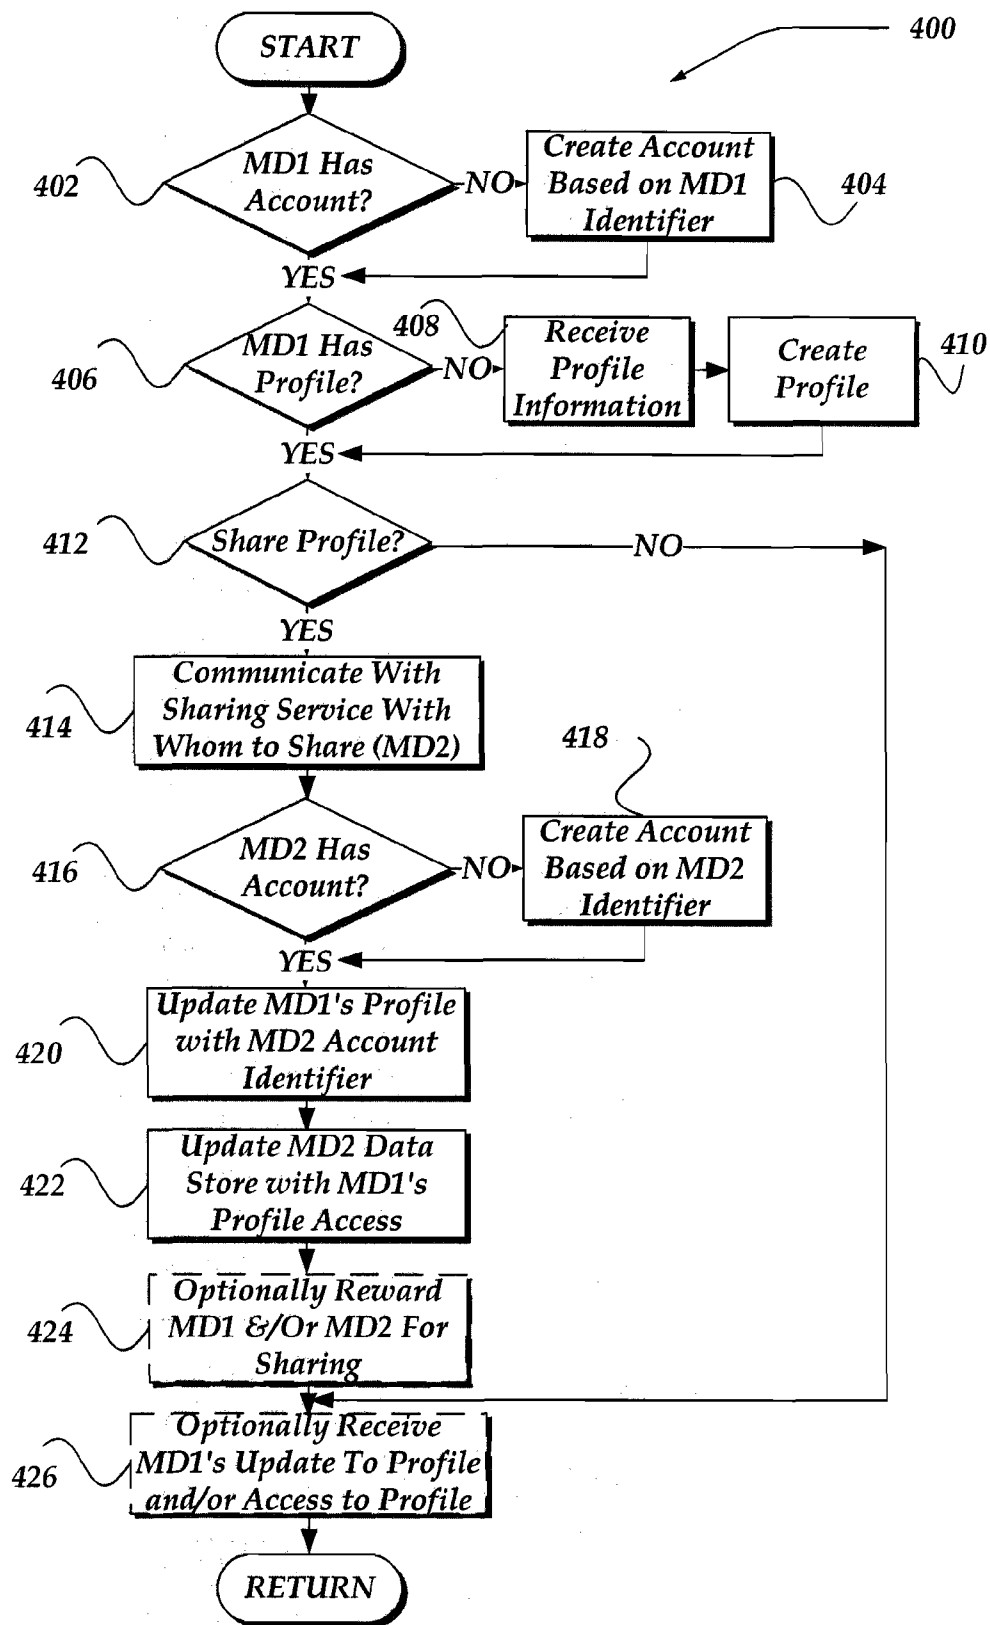 START
400
402
MD1 Has
Account?
NO
Create Account
Based on MD1
Identifier
404
YES
406
MD1 Has
Profile?
NO
408
Receive
Profile
Information
Create
Profile
410
YES
412
Share Profile?
NO
YES
414
Communicate With
Sharing Service With
Whom to Share (MD2)
416
MD2 Has
Account?
NO
418
Create Account
Based on MD2
Identifier
YES
420
Update MD1's Profile
with MD2 Account
Identifier
422
Update MD2 Data
Store with MD1's
Profile Access
424
Optionally Reward
MD1 &/Or MD2 For
Sharing
426
Optionally Receive
MD1's Update To Profile
and/or Access to Profile
RETURN